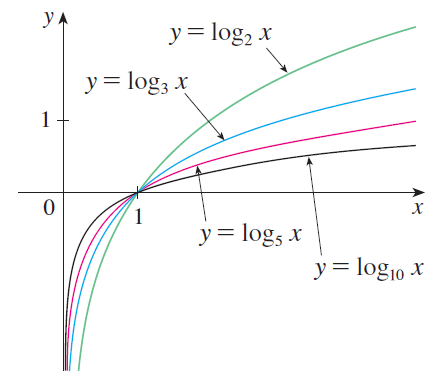 y
y = log₂ x
y = log₃ x
1
0
1
x
y = log₅ x
y = log₁₀ x